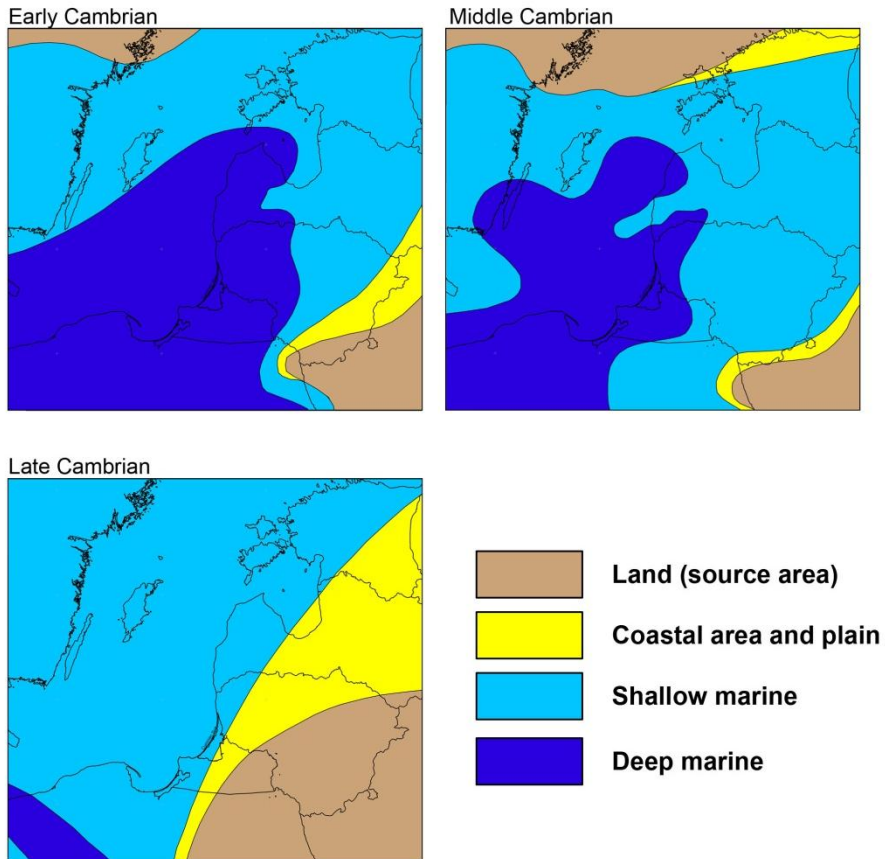 Early Cambrian
Middle Cambrian
Late Cambrian
Land (source area)
Coastal area and plain
Shallow marine
Deep marine